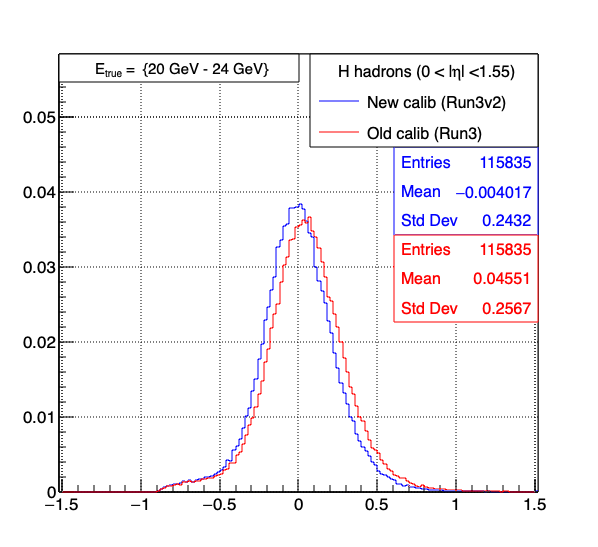 E_true = {20 GeV - 24 GeV}
H hadrons (0 < |η| <1.55)
New calib (Run3v2)
Old calib (Run3)
Entries 115835
Mean −0.004017
Std Dev 0.2432
Entries 115835
Mean 0.04551
Std Dev 0.2567
0.05
0.04
0.03
0.02
0.01
0
−1.5 −1 −0.5 0 0.5 1 1.5